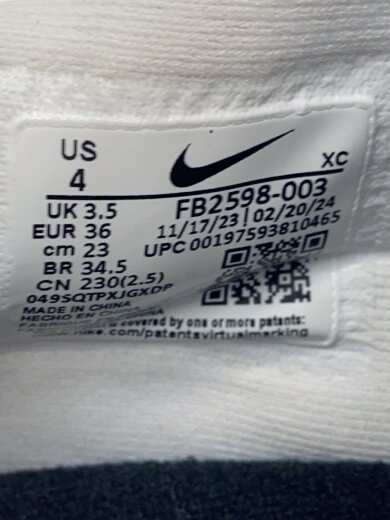 US
4
XC
UK 3.5
EUR 36
cm 23
BR 34.5
CN 230(2.5)
FB2598-003
11/17/23 | 02/20/24
UPC 00197593810465
049SQTPXJGXDP
MADE IN CHINA
HECHO EN CHINA
covered by one or more patents:
nike.com/patentsvirtualmarking